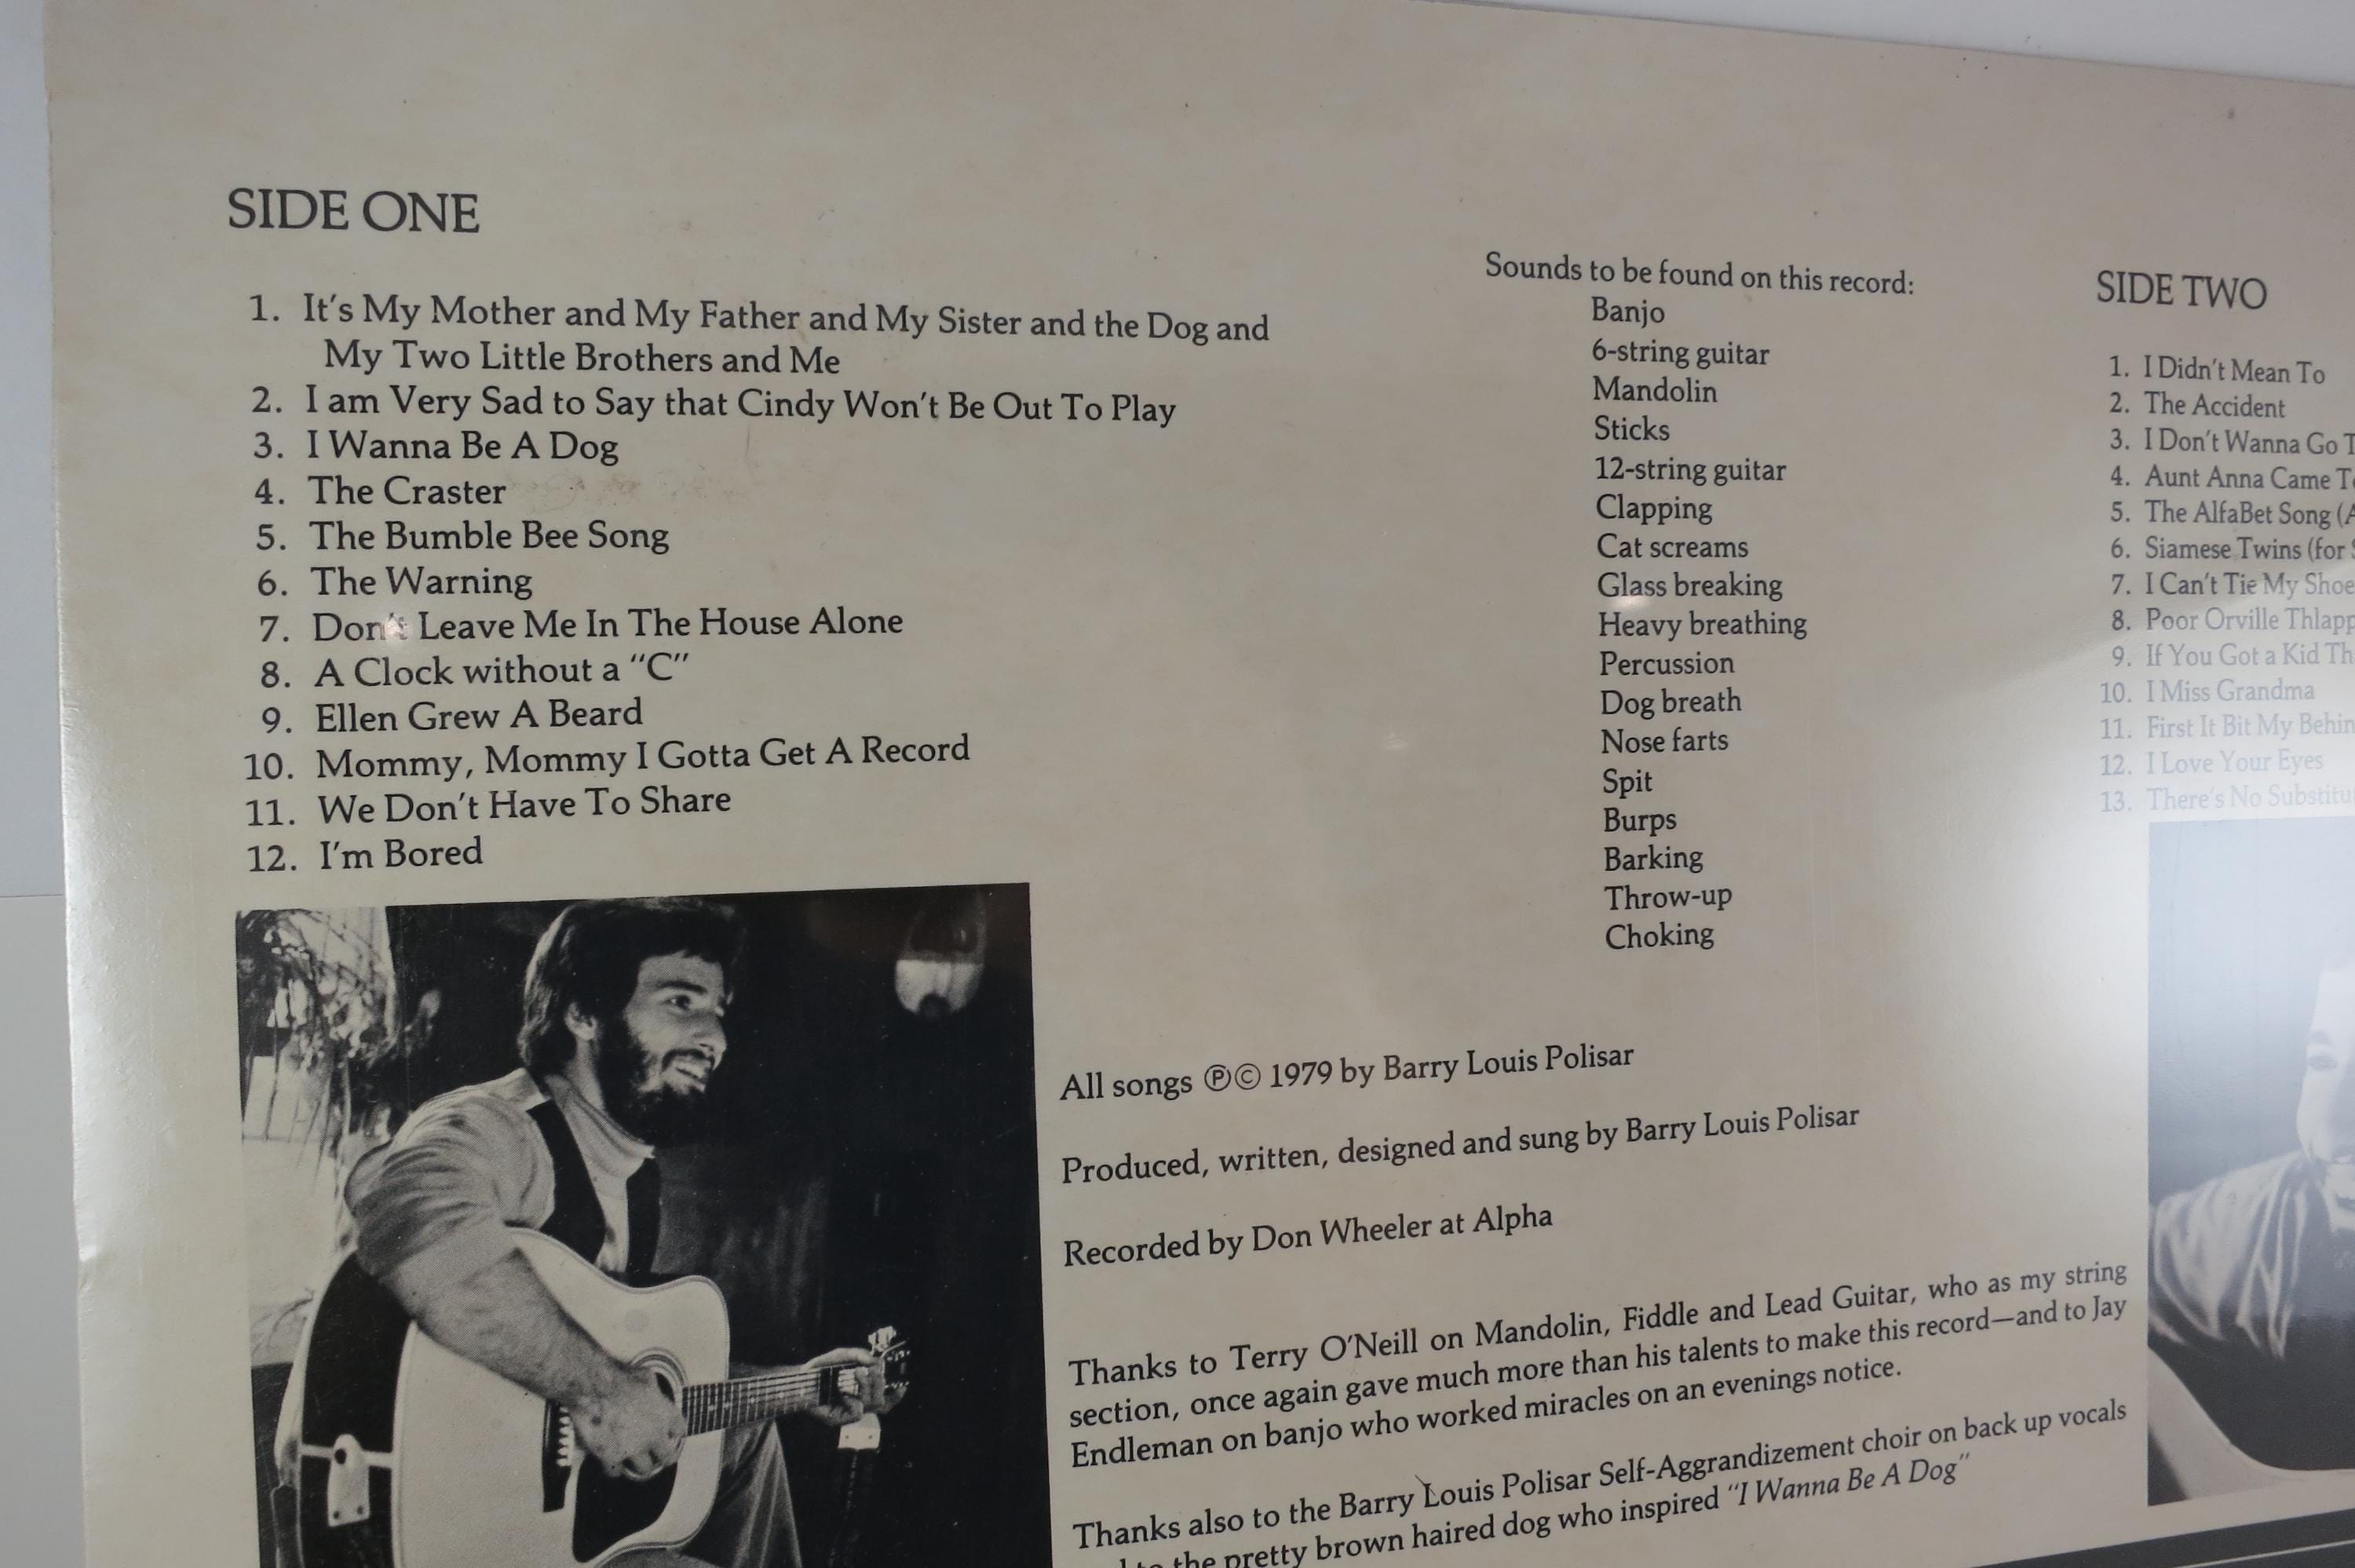 SIDE ONE
1. It's My Mother and My Father and My Sister and the Dog and
My Two Little Brothers and Me
2. I am Very Sad to Say that Cindy Won't Be Out To Play
3. I Wanna Be A Dog
4. The Craster
5. The Bumble Bee Song
6. The Warning
7. Don't Leave Me In The House Alone
8. A Clock without a "C"
9. Ellen Grew A Beard
10. Mommy, Mommy I Gotta Get A Record
11. We Don't Have To Share
12. I'm Bored
Sounds to be found on this record:
Banjo
6-string guitar
Mandolin
Sticks
12-string guitar
Clapping
Cat screams
Glass breaking
Heavy breathing
Percussion
Dog breath
Nose farts
Spit
Burps
Barking
Throw-up
Choking
All songs ℗© 1979 by Barry Louis Polisar
Produced, written, designed and sung by Barry Louis Polisar
Recorded by Don Wheeler at Alpha
Thanks to Terry O'Neill on Mandolin, Fiddle and Lead Guitar, who as my string
section, once again gave much more than his talents to make this record—and to Jay
Endleman on banjo who worked miracles on an evenings notice.
Thanks also to the Barry Louis Polisar Self-Aggrandizement choir on back up vocals
the pretty brown haired dog who inspired "I Wanna Be A Dog"
SIDE TWO
1. I Didn't Mean To
2. The Accident
3. I Don't Wanna Go
4. Aunt Anna Came
5. The AlfaBet Song
6. Siamese Twins (for
7. I Can't Tie My
8. Poor Orville
9. If You Got a Kid
10. I Miss Grandma
11. First It Bit My
12. I Love Your Eyes
13. There's No